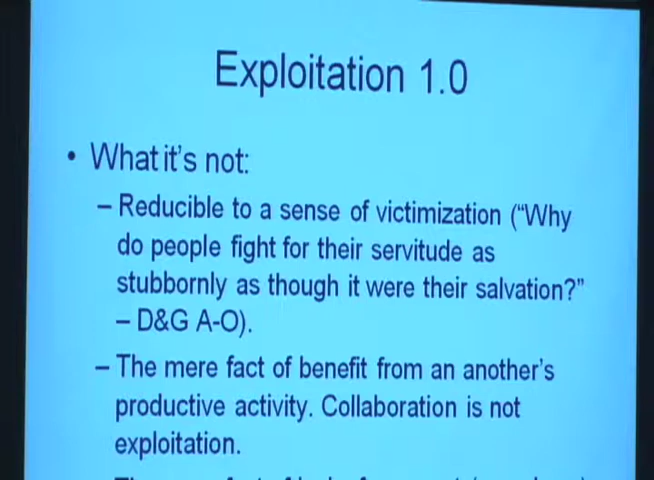 Exploitation 1.0
• What it's not:
– Reducible to a sense of victimization (“Why
do people fight for their servitude as
stubbornly as though it were their salvation?”
– D&G A-O).
– The mere fact of benefit from an another's
productive activity. Collaboration is not
exploitation.